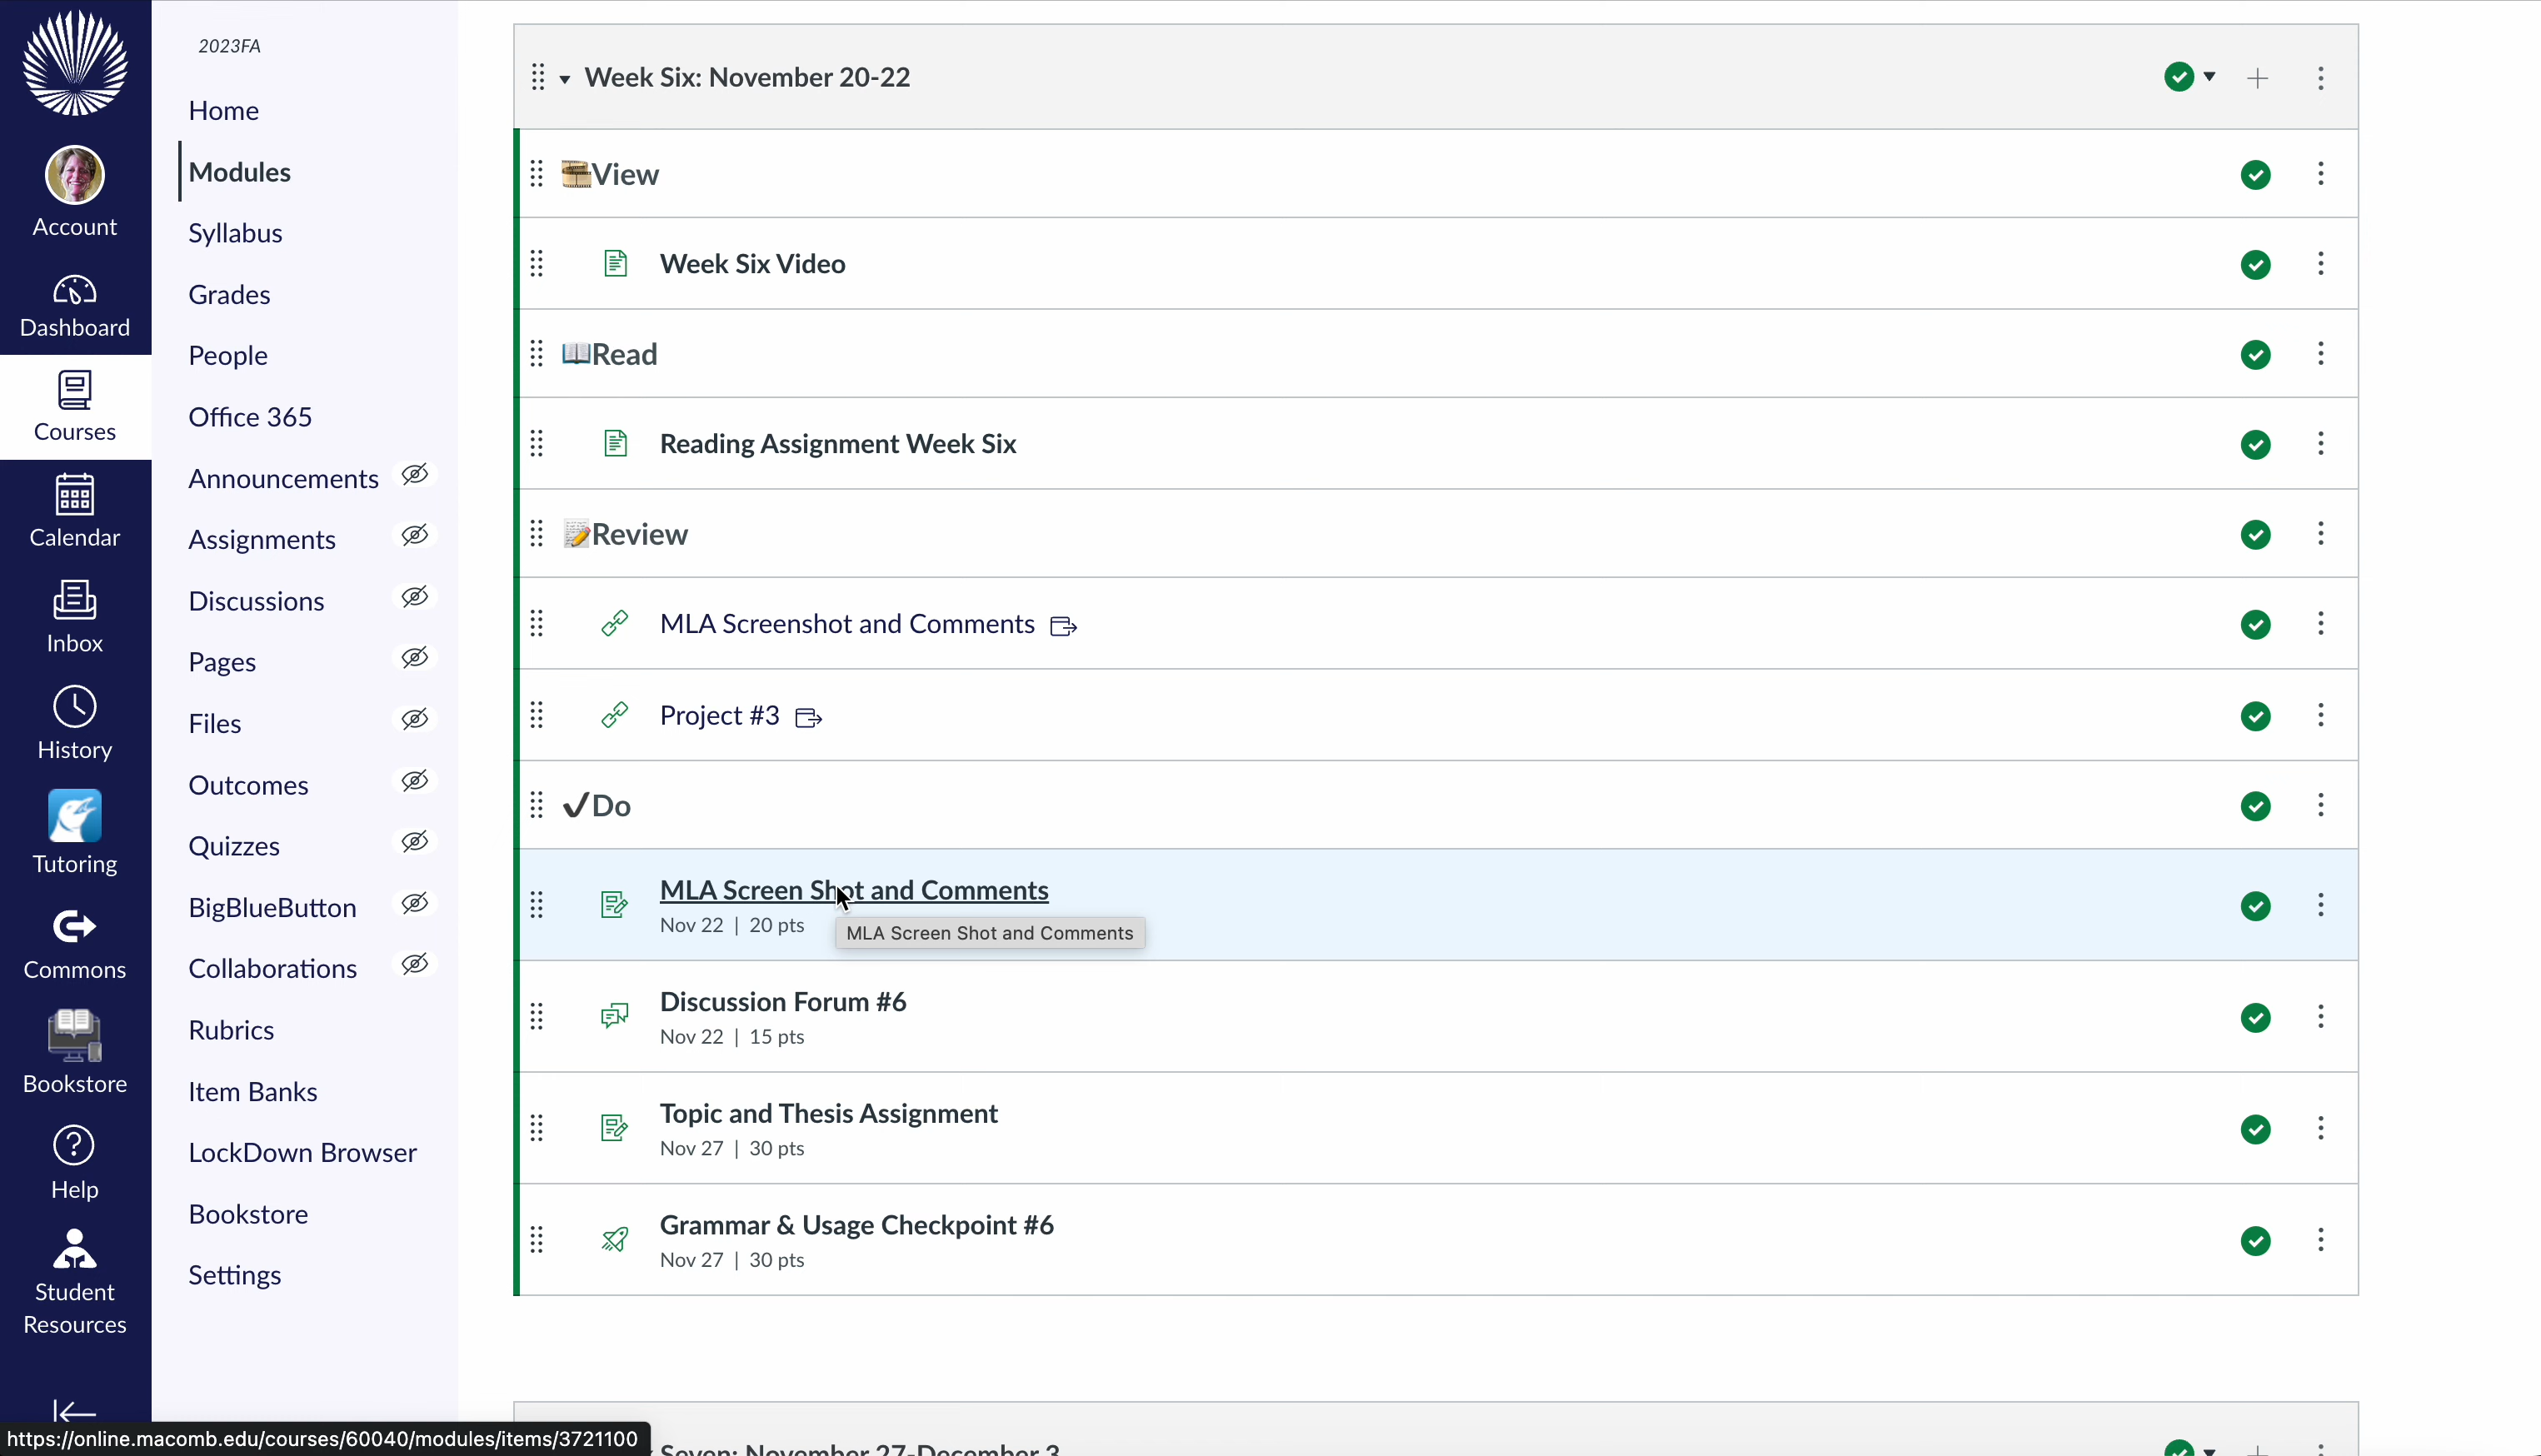 2023FA
Home
Modules
Syllabus
Grades
People
Office 365
Announcements
Assignments
Discussions
Pages
Files
Outcomes
Quizzes
BigBlueButton
Collaborations
Rubrics
Item Banks
LockDown Browser
Bookstore
Settings
Account
Dashboard
Courses
Calendar
Inbox
History
Tutoring
Commons
Bookstore
Help
Student
Resources
Week Six: November 20-22
View
Week Six Video
Read
Reading Assignment Week Six
Review
MLA Screenshot and Comments
Project #3
Do
MLA Screen Shot and Comments
Nov 22 | 20 pts
MLA Screen Shot and Comments
Discussion Forum #6
Nov 22 | 15 pts
Topic and Thesis Assignment
Nov 27 | 30 pts
Grammar & Usage Checkpoint #6
Nov 27 | 30 pts
Seven: November 27-December 3
https://online.macomb.edu/courses/60040/modules/items/3721100